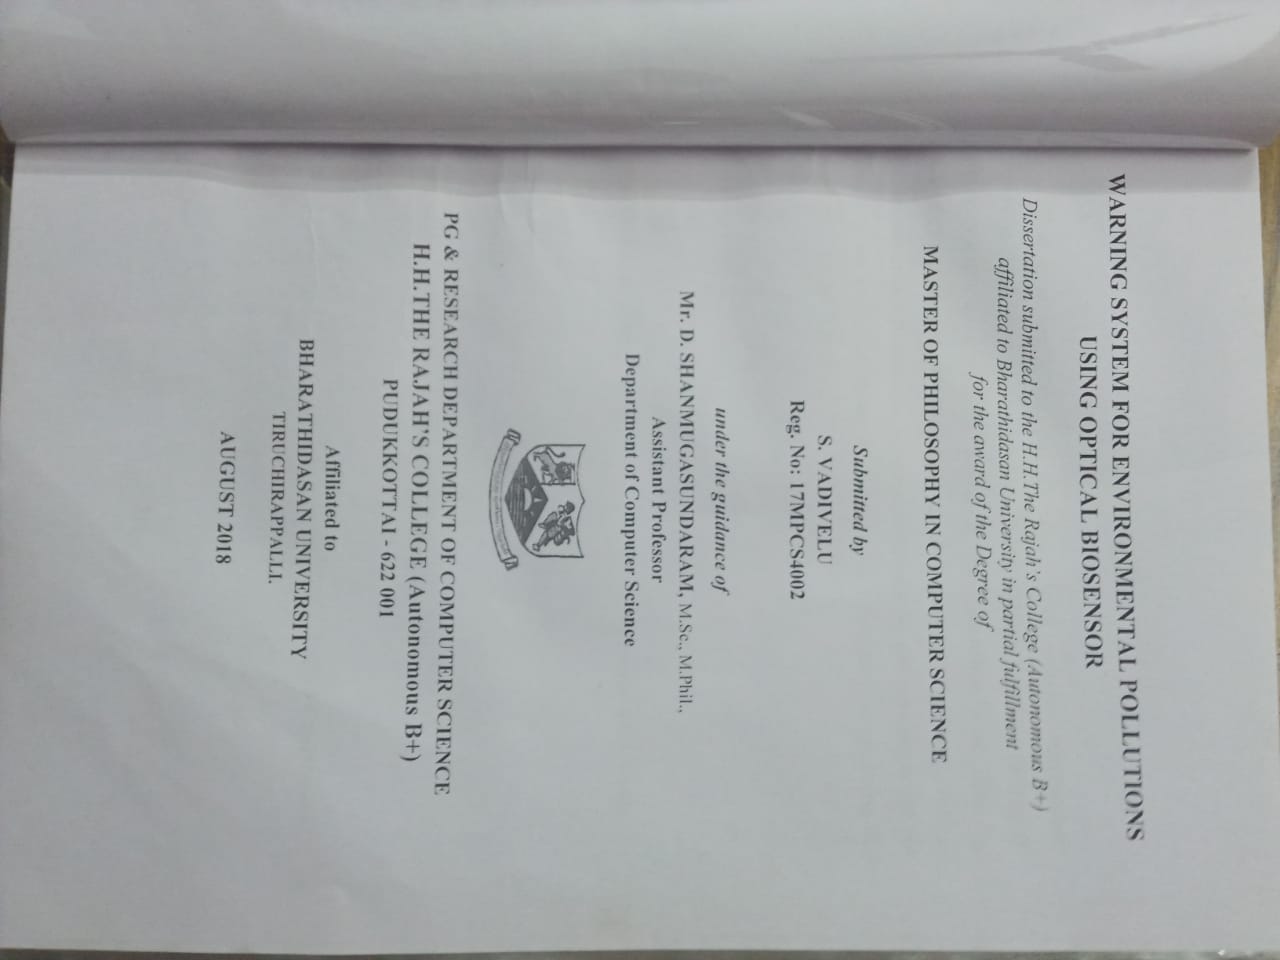 WARNING SYSTEM FOR ENVIRONMENTAL POLLUTIONS
USING OPTICAL BIOSENSOR
Dissertation submitted to the H.H.The Rajah's College (Autonomous B+)
affiliated to Bharathidasan University in partial fulfillment
for the award of the Degree of
MASTER OF PHILOSOPHY IN COMPUTER SCIENCE
Submitted by
S. VADIVELU
Reg. No: 17MPCS4002
under the guidance of
Mr. D. SHANMUGASUNDARAM, M.Sc., M.Phil.,
Assistant Professor
Department of Computer Science
PG & RESEARCH DEPARTMENT OF COMPUTER SCIENCE
H.H.THE RAJAH'S COLLEGE (Autonomous B+)
PUDUKKOTTAI - 622 001
Affiliated to
BHARATHIDASAN UNIVERSITY
TIRUCHIRAPPALLI.
AUGUST 2018